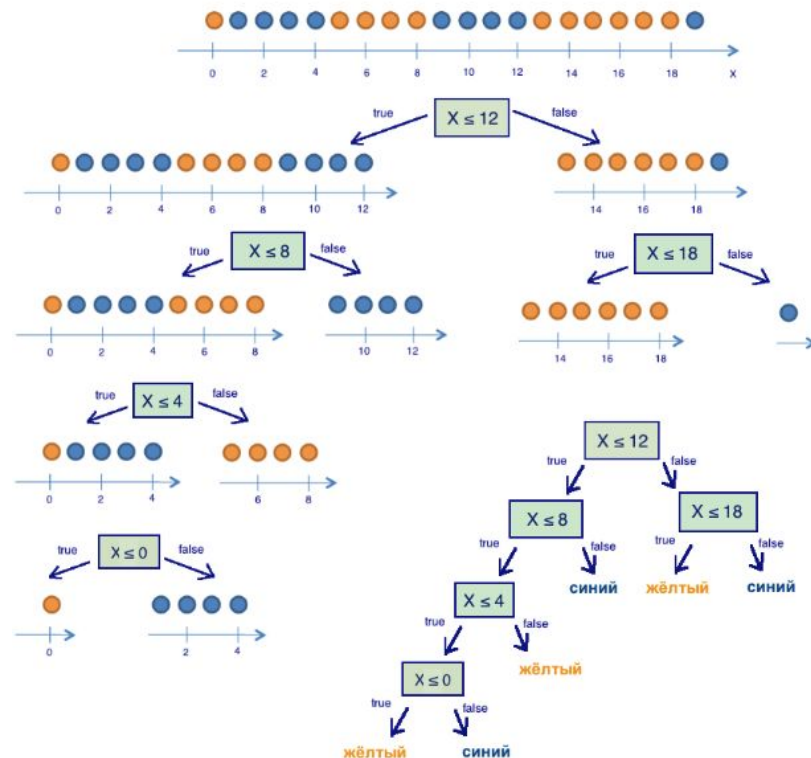 0 2 4 6 8 10 12 14 16 18 X
true X ≤ 12 false
0 2 4 6 8 10 12
14 16 18
true X ≤ 8 false
true X ≤ 18 false
0 2 4 6 8
10 12
14 16 18
true X ≤ 4 false
0 2 4
6 8
true X ≤ 0 false
0
2 4
X ≤ 12
true false
X ≤ 8 X ≤ 18
true false true false
X ≤ 4 синий жёлтый синий
true false
X ≤ 0 жёлтый
true false
жёлтый синий